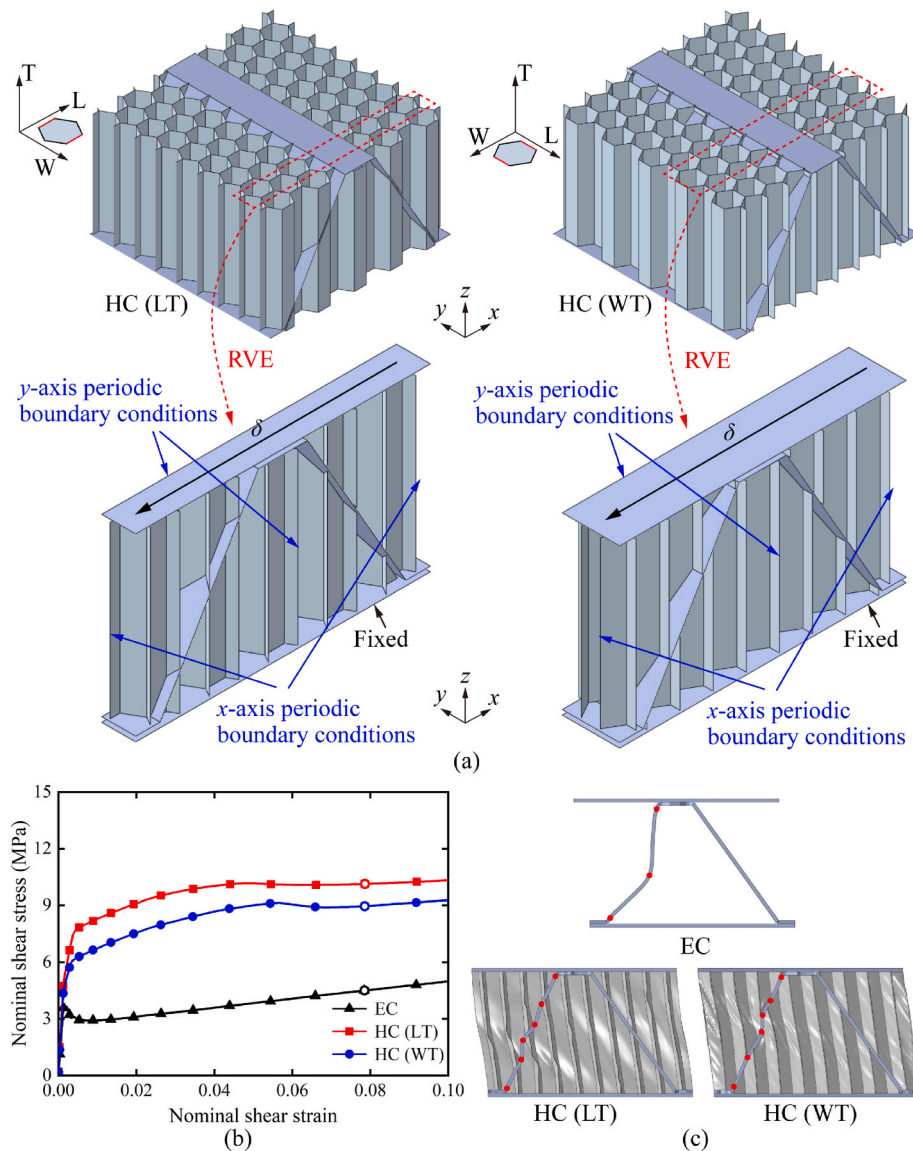 T
L
W
HC (LT)
T
W
L
HC (WT)
z
y
x
RVE
RVE
y-axis periodic
boundary conditions
δ
Fixed
x-axis periodic
boundary conditions
y-axis periodic
boundary conditions
δ
Fixed
x-axis periodic
boundary conditions
z
y
x
(a)
Nominal shear stress (MPa)
15
12
9
6
3
0
0.00
0.02
0.04
0.06
0.08
0.10
Nominal shear strain
EC
HC (LT)
HC (WT)
(b)
EC
HC (LT)
HC (WT)
(c)